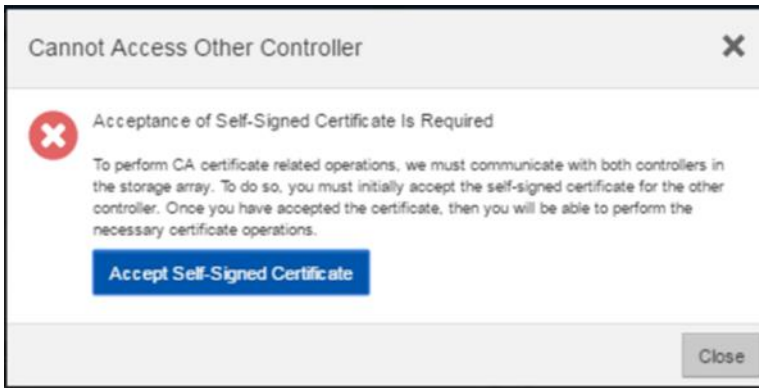 Cannot Access Other Controller
Acceptance of Self-Signed Certificate Is Required
To perform CA certificate related operations, we must communicate with both controllers in
the storage array. To do so, you must initially accept the self-signed certificate for the other
controller. Once you have accepted the certificate, then you will be able to perform the
necessary certificate operations.
Accept Self-Signed Certificate
Close